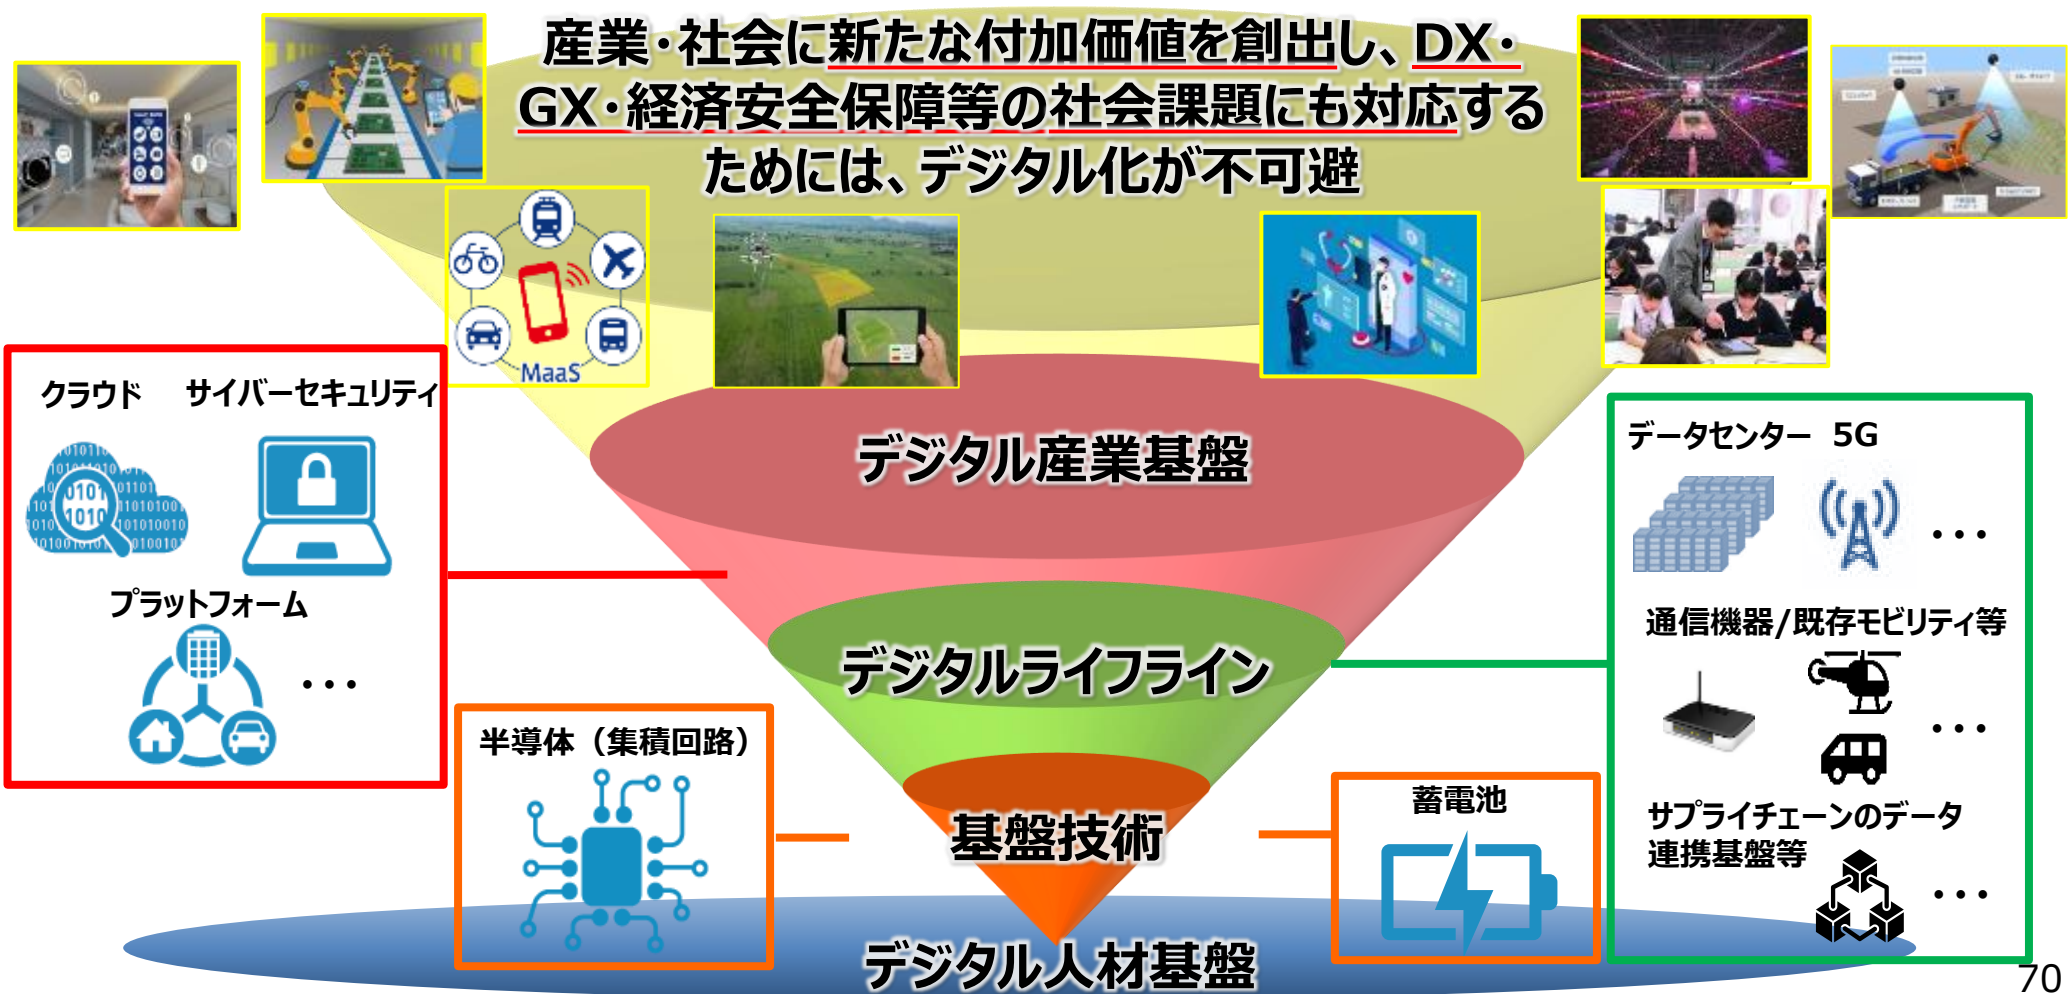 産業・社会に新たな付加価値を創出し、DX・
GX・経済安全保障等の社会課題にも対応する
ためには、デジタル化が不可避
MaaS
クラウド
サイバーセキュリティ
プラットフォーム
・・・
デジタル産業基盤
データセンター
5G
・・・
通信機器/既存モビリティ等
・・・
サプライチェーンのデータ
連携基盤等
・・・
デジタルライフライン
半導体（集積回路）
基盤技術
蓄電池
デジタル人材基盤
70